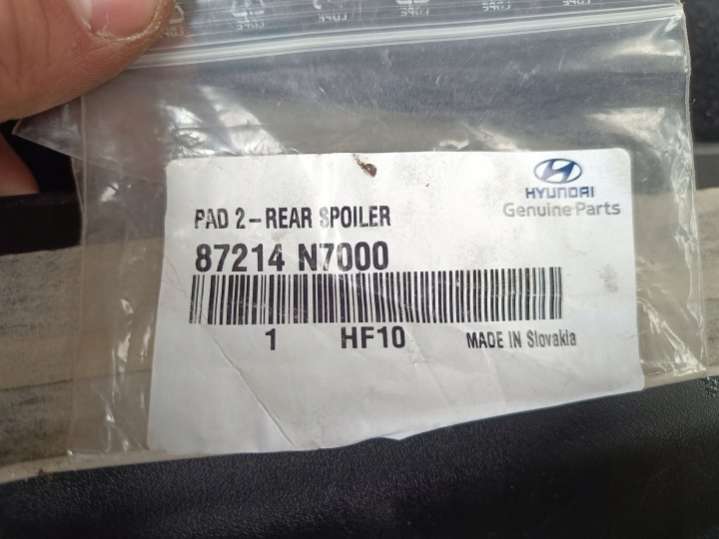 HYUNDAI
Genuine Parts
PAD 2-REAR SPOILER
87214 N7000
1 HF10 MADE IN Slovakia